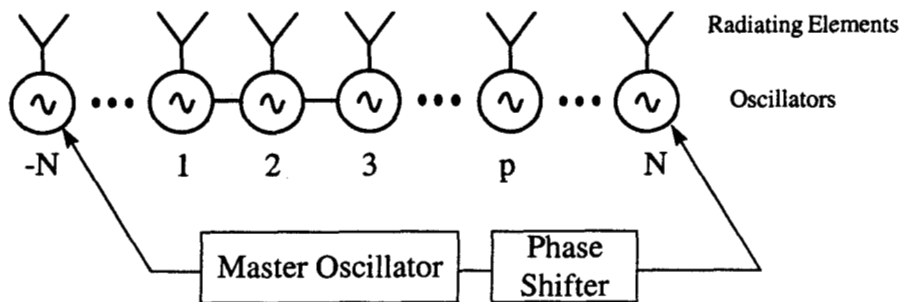 Radiating Elements
Oscillators
-N 1 2 3 p N
Master Oscillator
Phase
Shifter